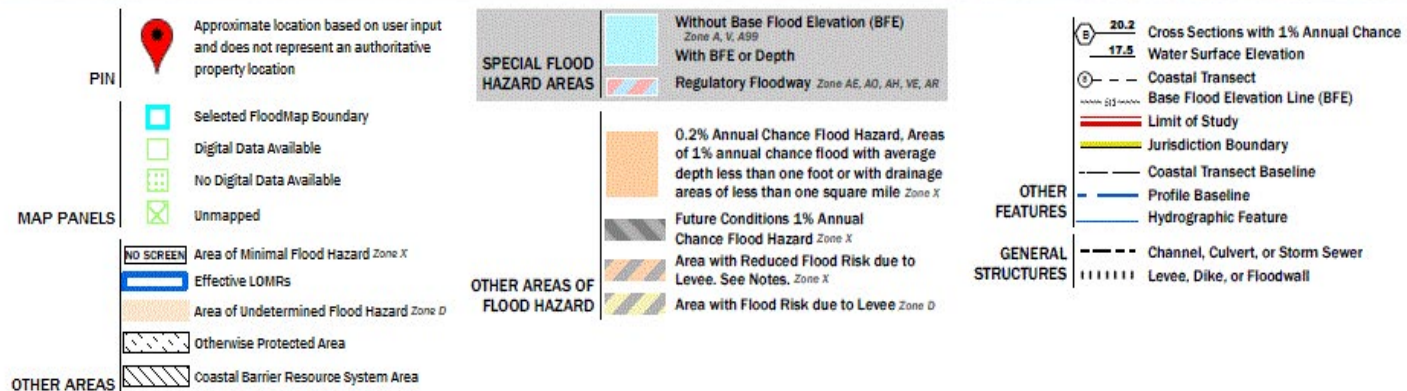 Approximate location based on user input
and does not represent an authoritative
property location
PIN
Selected FloodMap Boundary
Digital Data Available
No Digital Data Available
Unmapped
MAP PANELS
NO SCREEN Area of Minimal Flood Hazard Zone X
Effective LOMRs
Area of Undetermined Flood Hazard Zone D
Otherwise Protected Area
Coastal Barrier Resource System Area
OTHER AREAS
Without Base Flood Elevation (BFE)
Zone A, V, A99
With BFE or Depth
Regulatory Floodway Zone AE, AO, AH, VE, AR
SPECIAL FLOOD
HAZARD AREAS
0.2% Annual Chance Flood Hazard, Areas
of 1% annual chance flood with average
depth less than one foot or with drainage
areas of less than one square mile Zone X
Future Conditions 1% Annual
Chance Flood Hazard Zone X
Area with Reduced Flood Risk due to
Levee. See Notes. Zone X
Area with Flood Risk due to Levee Zone D
OTHER AREAS OF
FLOOD HAZARD
B 20.2 Cross Sections with 1% Annual Chance
17.5 Water Surface Elevation
8 Coastal Transect
513 Base Flood Elevation Line (BFE)
Limit of Study
Jurisdiction Boundary
Coastal Transect Baseline
Profile Baseline
Hydrographic Feature
OTHER
FEATURES
Channel, Culvert, or Storm Sewer
Levee, Dike, or Floodwall
GENERAL
STRUCTURES